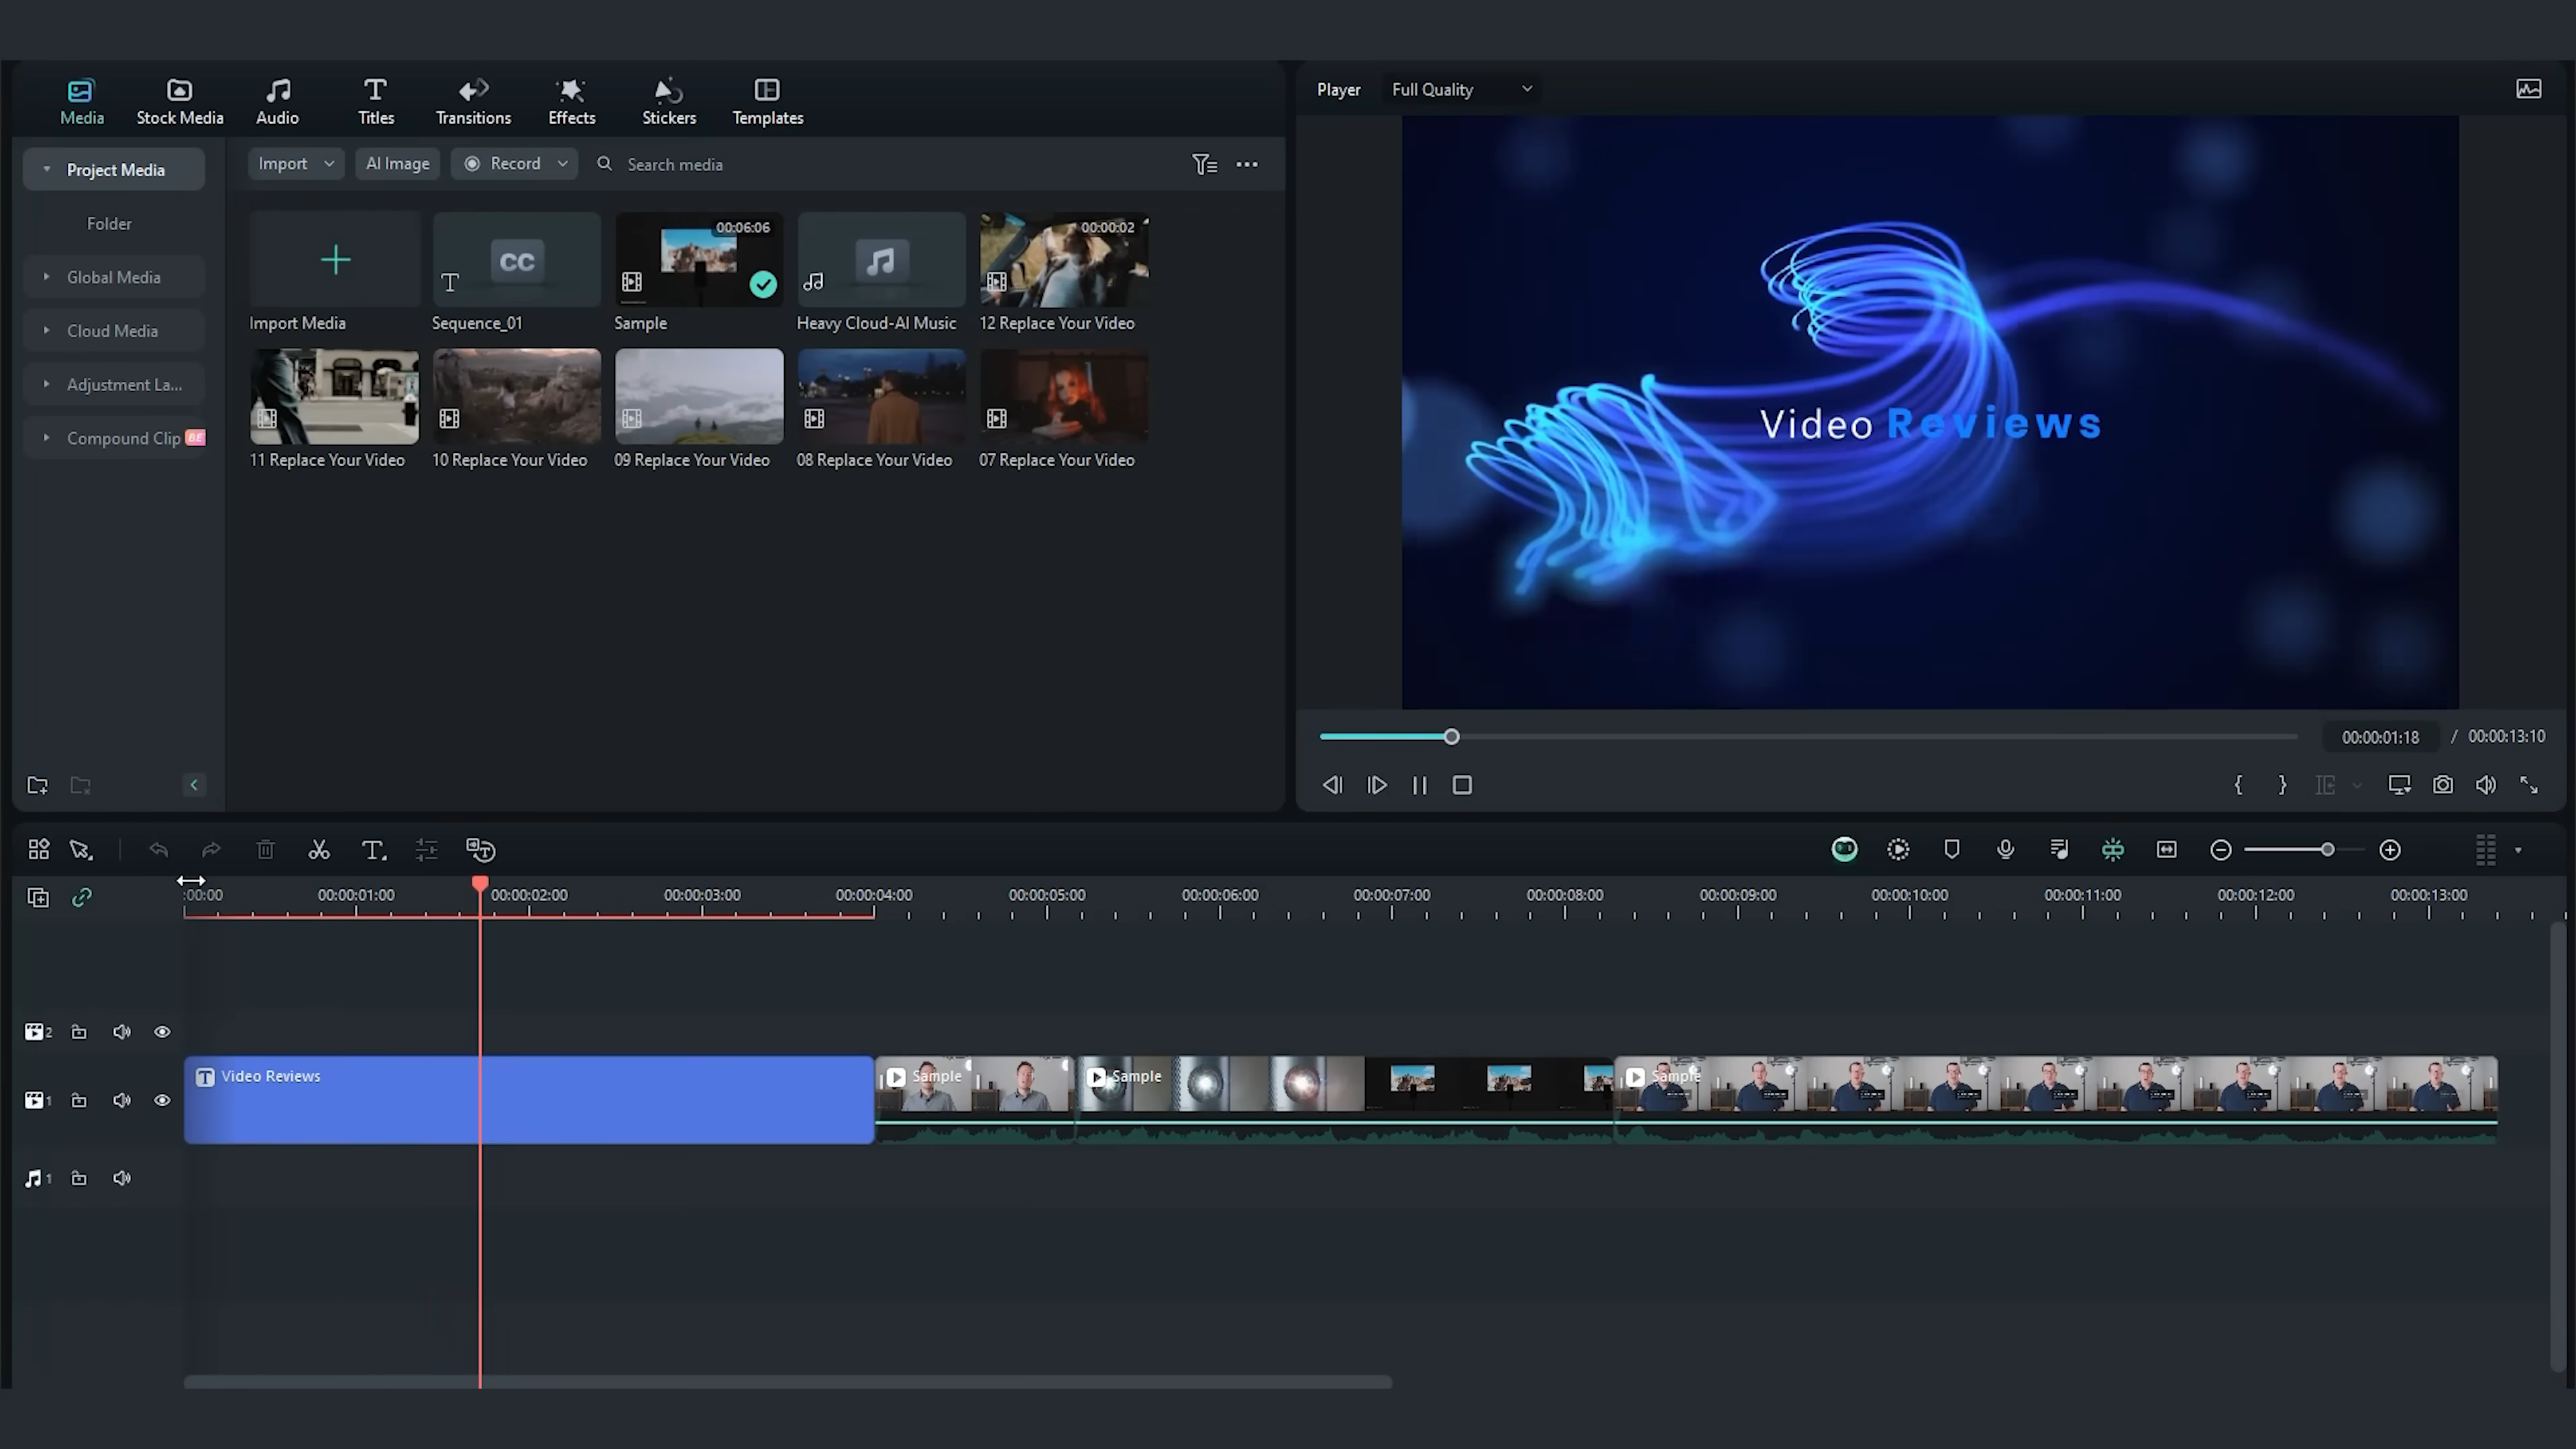 Media
Stock Media
Audio
Titles
Transitions
Effects
Stickers
Templates
Player
Full Quality
Project Media
Folder
Global Media
Cloud Media
Adjustment La...
Compound Clip
BE
Import
AI Image
Record
Search media
CC
00:06:06
00:00:02
Import Media
Sequence_01
Sample
Heavy Cloud-AI Music
12 Replace Your Video
11 Replace Your Video
10 Replace Your Video
09 Replace Your Video
08 Replace Your Video
07 Replace Your Video
Video Reviews
00:00:01:18 / 00:00:13:10
:00:00
00:00:01:00
00:00:02:00
00:00:03:00
00:00:04:00
00:00:05:00
00:00:06:00
00:00:07:00
00:00:08:00
00:00:09:00
00:00:10:00
00:00:11:00
00:00:12:00
00:00:13:00
2
1
Video Reviews
Sample
Sample
Sample
1